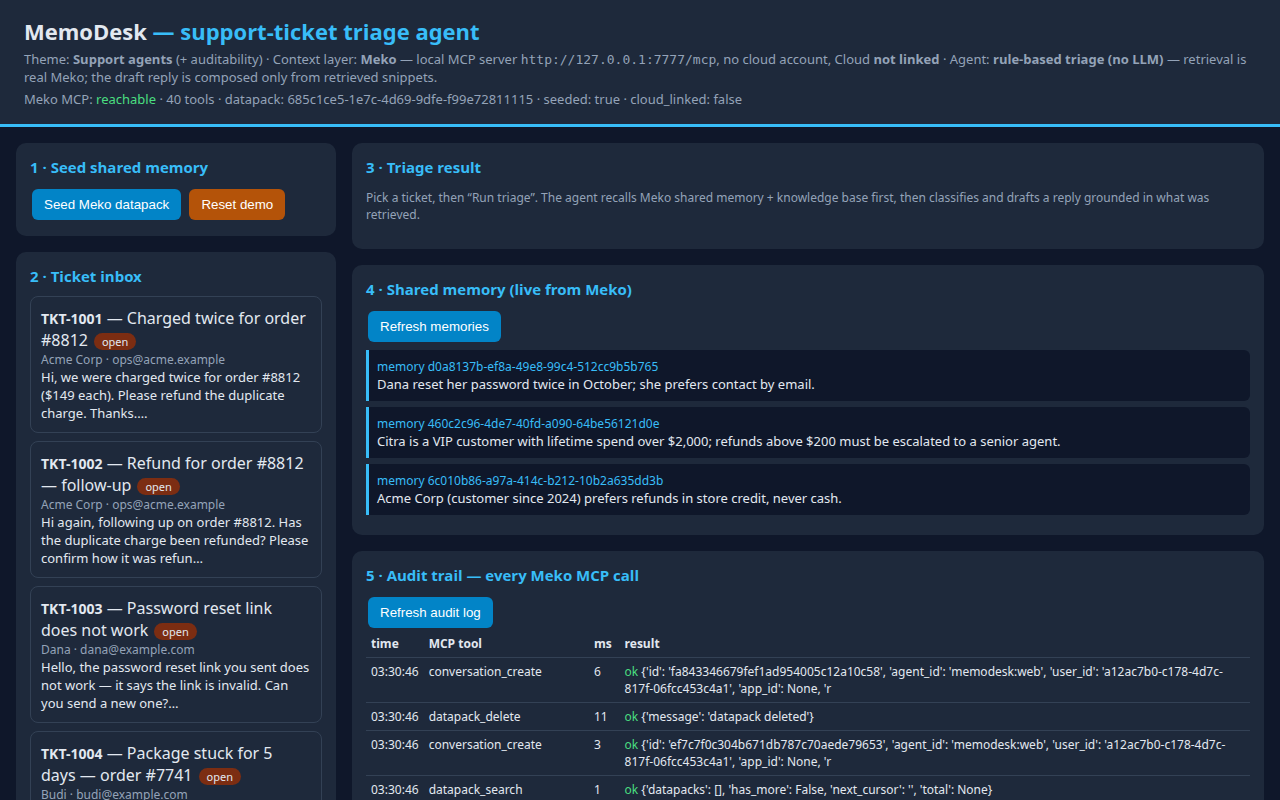 MemoDesk — support-ticket triage agent
Theme: Support agents (+ auditability) · Context layer: Meko — local MCP server http://127.0.0.1:7777/mcp, no cloud account, Cloud not linked · Agent: rule-based triage (no LLM) — retrieval is
real Meko; the draft reply is composed only from retrieved snippets.
Meko MCP: reachable · 40 tools · datapack: 685c1ce5-1e7c-4d69-9dfe-f99e72811115 · seeded: true · cloud_linked: false
1 · Seed shared memory
Seed Meko datapack
Reset demo
2 · Ticket inbox
TKT-1001 — Charged twice for order
#8812 open
Acme Corp · ops@acme.example
Hi, we were charged twice for order #8812
($149 each). Please refund the duplicate
charge. Thanks....
TKT-1002 — Refund for order #8812
— follow-up open
Acme Corp · ops@acme.example
Hi again, following up on order #8812. Has
the duplicate charge been refunded? Please
confirm how it was refun...
TKT-1003 — Password reset link
does not work open
Dana · dana@example.com
Hello, the password reset link you sent does
not work — it says the link is invalid. Can
you send a new one?...
TKT-1004 — Package stuck for 5
days — order #7741 open
Budi · budi@example.com
3 · Triage result
Pick a ticket, then “Run triage”. The agent recalls Meko shared memory + knowledge base first, then classifies and drafts a reply grounded in what was
retrieved.
4 · Shared memory (live from Meko)
Refresh memories
memory d0a8137b-ef8a-49e8-99c4-512cc9b5b765
Dana reset her password twice in October; she prefers contact by email.
memory 460c2c96-4de7-40fd-a090-64be56121d0e
Citra is a VIP customer with lifetime spend over $2,000; refunds above $200 must be escalated to a senior agent.
memory 6c010b86-a97a-414c-b212-10b2a635dd3b
Acme Corp (customer since 2024) prefers refunds in store credit, never cash.
5 · Audit trail — every Meko MCP call
Refresh audit log
time MCP tool ms result
03:30:46 conversation_create 6 ok {'id': 'fa843346679fef1ad954005c12a10c58', 'agent_id': 'memodesk:web', 'user_id': 'a12ac7b0-c178-4d7c-
817f-06fcc453c4a1', 'app_id': None, 'r
03:30:46 datapack_delete 11 ok {'message': 'datapack deleted'}
03:30:46 conversation_create 3 ok {'id': 'ef7c7f0c304b671db787c70aede79653', 'agent_id': 'memodesk:web', 'user_id': 'a12ac7b0-c178-4d7c-
817f-06fcc453c4a1', 'app_id': None, 'r
03:30:46 datapack_search 1 ok {'datapacks': [], 'has_more': False, 'next_cursor': '', 'total': None}